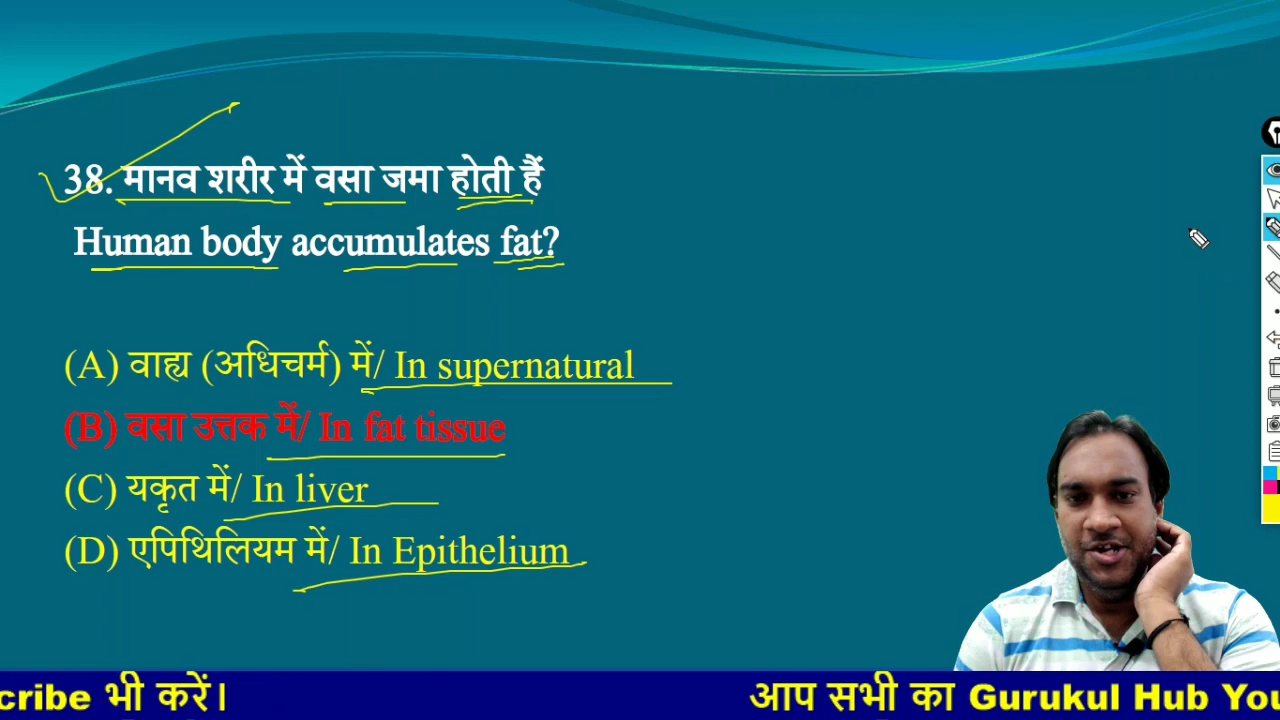 38. मानव शरीर में वसा जमा होती हैं
Human body accumulates fat?
(A) वाह्य (अधिचर्म) में/ In supernatural
(B) वसा उत्तक में/ In fat tissue
(C) यकृत में/ In liver
(D) एपिथिलियम में/ In Epithelium
cribe भी करें। आप सभी का Gurukul Hub You